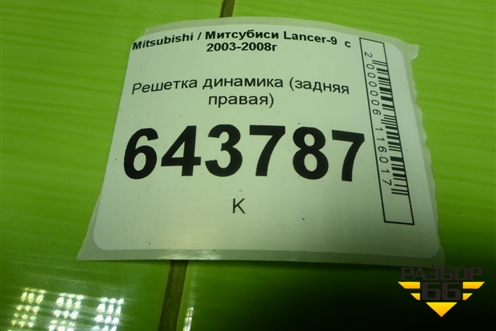 Mitsubishi / Митсубиси Lancer-9 с
2003-2008г
Решетка динамика (задняя
правая)
643787
К
2000006116017
РАЗБОР
66